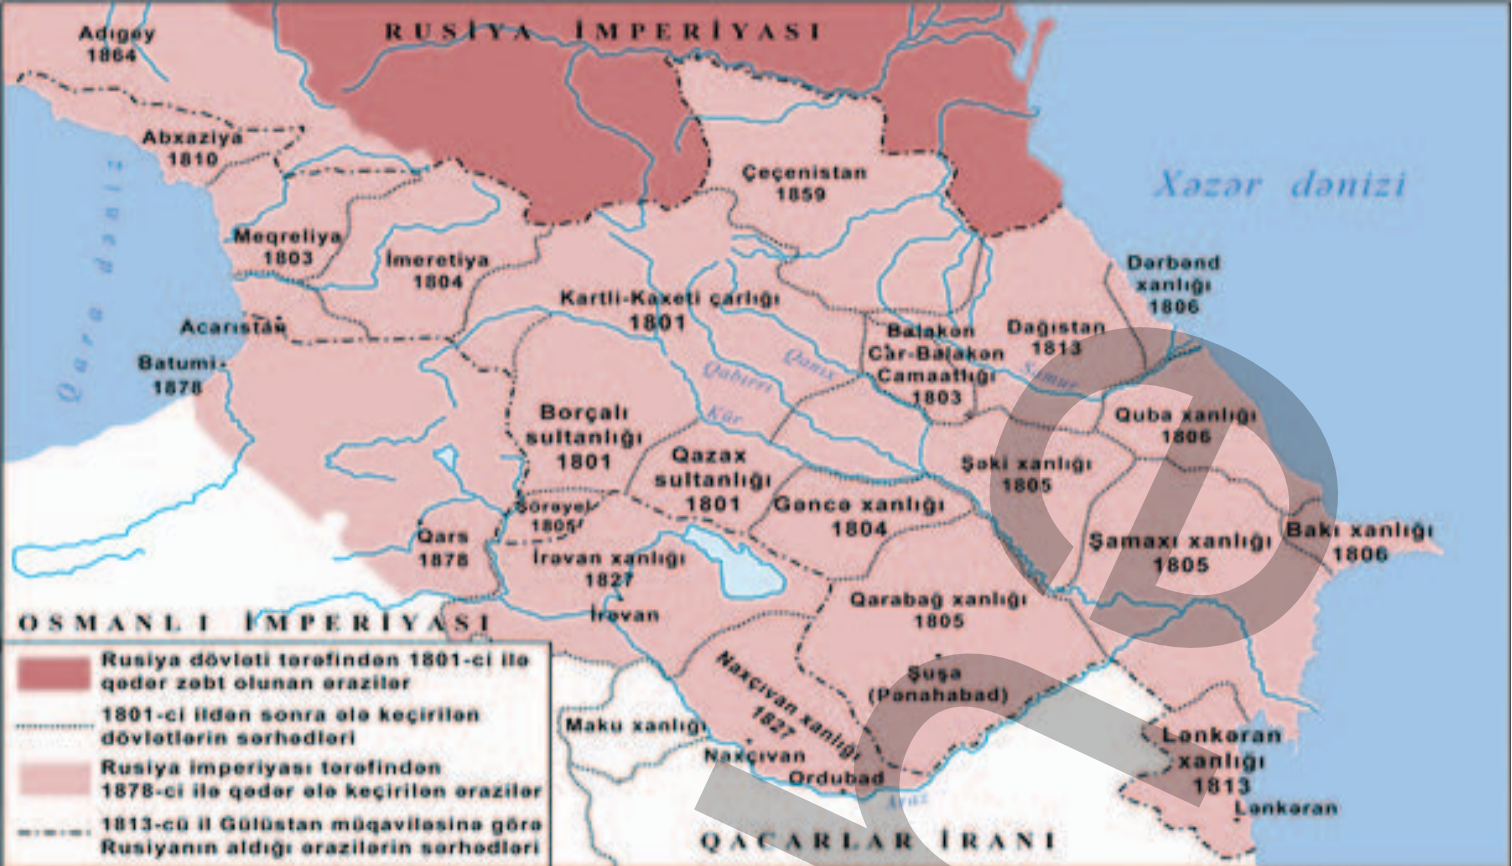 RUSİYA İMPERİYASI
Adıgəy
1864
Abxaziya
1810
Qara dəniz
Xəzər dənizi
Çeçenistan
1859
Meqreliya
1803
İmeretiya
1804
Acarıstan
Batumi
1878
Kartli-Kaxeti çarlığı
1801
Dərbənd
xanlığı
1806
Balakən
Car-Balakən
Camaatlığı
1803
Dağıstan
1813
Samur
Qanıx
Qabırrı
Kür
Quba xanlığı
1806
Borçalı
sultanlığı
1801
Qazax
sultanlığı
1801
Gəncə xanlığı
1804
Şəki xanlığı
1805
Şamaxı xanlığı
1805
Bakı xanlığı
1806
Şörəyel
1805
Qars
1878
İrəvan xanlığı
1827
İrəvan
Qarabağ xanlığı
1805
Şuşa
(Pənahabad)
Naxçıvan xanlığı
1827
Maku xanlığı
Naxçıvan
Ordubad
Araz
Lənkəran
xanlığı
1813
Lənkəran
OSMANLI İMPERİYASI
QACARLAR İRANI
Rusiya dövləti tərəfindən 1801-ci ilə
qədər zəbt olunan ərazilər
1801-ci ildən sonra ələ keçirilən
dövlətlərin sərhədləri
Rusiya imperiyası tərəfindən
1878-ci ilə qədər ələ keçirilən ərazilər
1813-cü il Gülüstan müqaviləsinə görə
Rusiyanın aldığı ərazilərin sərhədləri